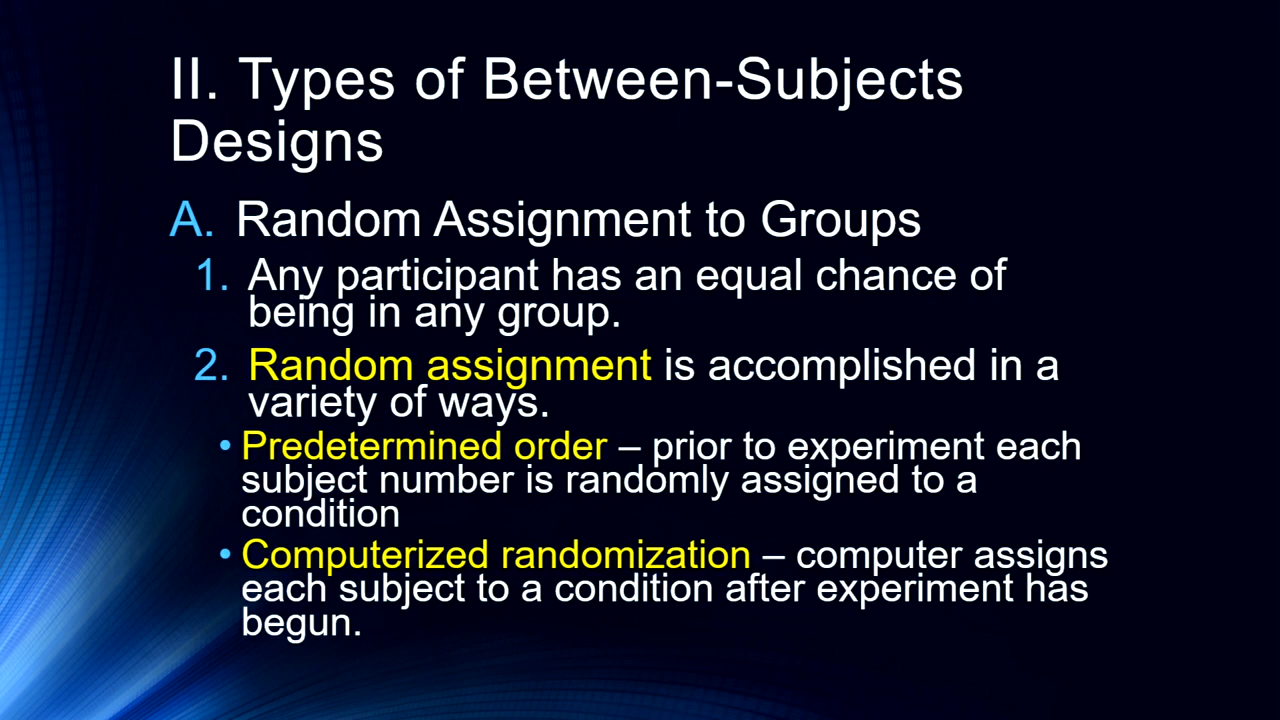 II. Types of Between-Subjects
Designs
A. Random Assignment to Groups
1. Any participant has an equal chance of
being in any group.
2. Random assignment is accomplished in a
variety of ways.
• Predetermined order – prior to experiment each
subject number is randomly assigned to a
condition
• Computerized randomization – computer assigns
each subject to a condition after experiment has
begun.